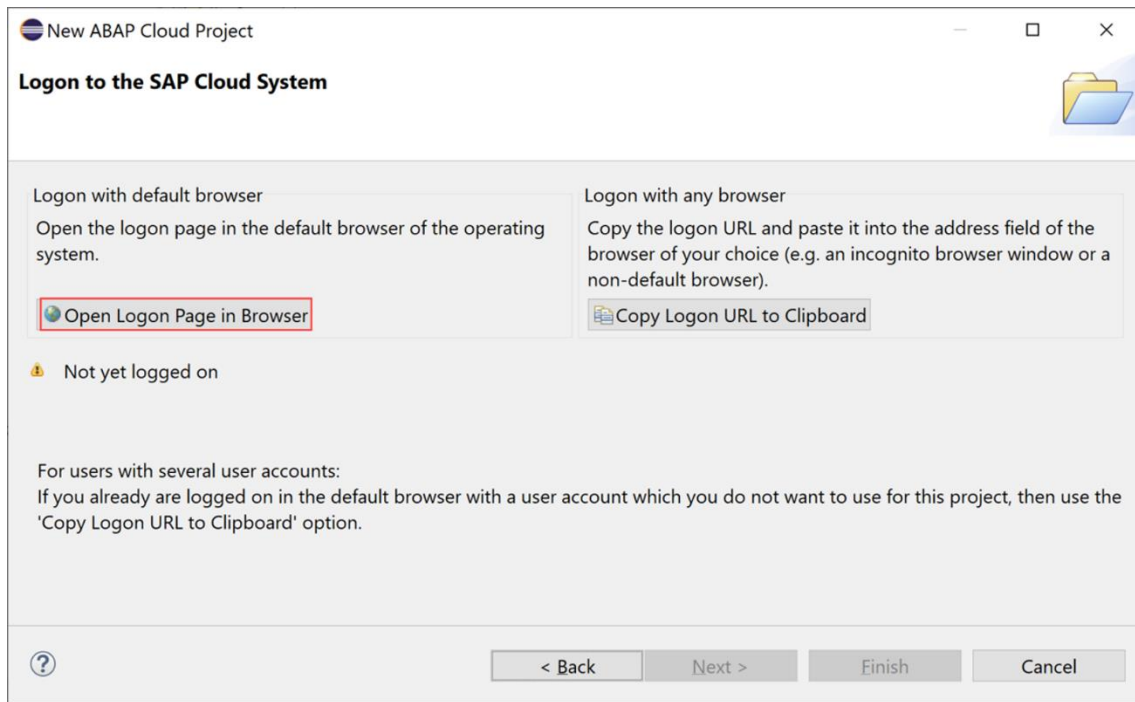 New ABAP Cloud Project
Logon to the SAP Cloud System
Logon with default browser
Open the logon page in the default browser of the operating
system.
Open Logon Page in Browser
Logon with any browser
Copy the logon URL and paste it into the address field of the
browser of your choice (e.g. an incognito browser window or a
non-default browser).
Copy Logon URL to Clipboard
Not yet logged on
For users with several user accounts:
If you already are logged on in the default browser with a user account which you do not want to use for this project, then use the
'Copy Logon URL to Clipboard' option.
?
< Back
Next >
Finish
Cancel